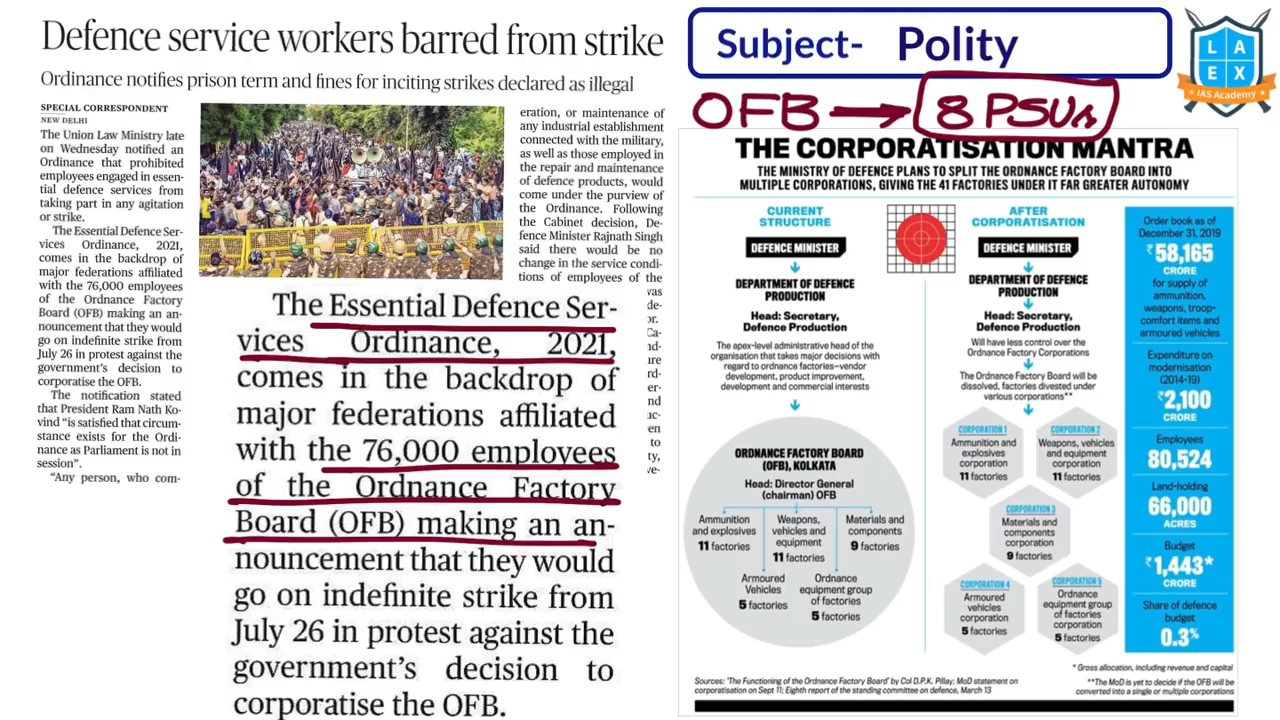 Defence service workers barred from strike
Ordinance notifies prison term and fines for inciting strikes declared as illegal
SPECIAL CORRESPONDENT
NEW DELHI
The Union Law Ministry late
on Wednesday notified an
Ordinance that prohibited
employees engaged in essen-
tial defence services from
taking part in any agitation
or strike.
The Essential Defence Ser-
vices Ordinance, 2021,
comes in the backdrop of
major federations affiliated
with the 76,000 employees
of the Ordnance Factory
Board (OFB) making an an-
nouncement that they would
go on indefinite strike from
July 26 in protest against the
government's decision to
corporatise the OFB.
The notification stated
that President Ram Nath Ko-
vind "is satisfied that circum-
stance exists for the Ordi-
nance as Parliament is not in
session".
"Any person, who com-
eration, or maintenance of
any industrial establishment
connected with the military,
as well as those employed in
the repair and maintenance
of defence products, would
come under the purview of
the Ordinance. Following
the Cabinet decision, De-
fence Minister Rajnath Singh
said there would be no
change in the service condi-
tions of employees of the
The Essential Defence Ser-
vices Ordinance, 2021,
comes in the backdrop of
major federations affiliated
with the 76,000 employees
of the Ordnance Factory
Board (OFB) making an an-
nouncement that they would
go on indefinite strike from
July 26 in protest against the
government's decision to
corporatise the OFB.
Subject- Polity
LAEX
IAS Academy
OFB → 8 PSUs
THE CORPORATISATION MANTRA
THE MINISTRY OF DEFENCE PLANS TO SPLIT THE ORDNANCE FACTORY BOARD INTO
MULTIPLE CORPORATIONS, GIVING THE 41 FACTORIES UNDER IT FAR GREATER AUTONOMY
CURRENT
STRUCTURE
DEFENCE MINISTER
DEPARTMENT OF DEFENCE
PRODUCTION
Head: Secretary,
Defence Production
The apex-level administrative head of the
organisation that takes major decisions with
regard to ordnance factories–vendor
development, product improvement,
development and commercial interests
ORDNANCE FACTORY BOARD
(OFB), KOLKATA
Head: Director General
(chairman) OFB
Ammunition
and explosives
11 factories
Weapons,
vehicles and
equipment
11 factories
Materials and
components
9 factories
Armoured
Vehicles
5 factories
Ordnance
equipment group
of factories
5 factories
AFTER
CORPORATISATION
DEFENCE MINISTER
DEPARTMENT OF DEFENCE
PRODUCTION
Head: Secretary,
Defence Production
Will have less control over the
Ordnance Factory Corporations
The Ordnance Factory Board will be
dissolved, factories divested under
various corporations**
CORPORATION 1
Ammunition and
explosives
corporation
11 factories
CORPORATION 2
Weapons, vehicles
and equipment
corporation
11 factories
CORPORATION 3
Materials and
components
corporation
9 factories
CORPORATION 4
Armoured
vehicles
corporation
5 factories
CORPORATION 5
Ordnance
equipment group
of factories
corporation
5 factories
Order book as of
December 31, 2019
₹58,165
CRORE
for supply of
ammunition,
weapons, troop-
comfort items and
armoured vehicles
Expenditure on
modernisation
(2014-19)
₹2,100
CRORE
Employees
80,524
Land-holding
66,000
ACRES
Budget
₹1,443*
CRORE
Share of defence
budget
0.3%
* Gross allocation, including revenue and capital
**The MoD is yet to decide if the OFB will be
converted into a single or multiple corporations
Sources: 'The Functioning of the Ordnance Factory Board' by Col D.P.K. Pillay; MoD statement on
corporatisation on Sept 11; Eighth report of the standing committee on defence, March 13